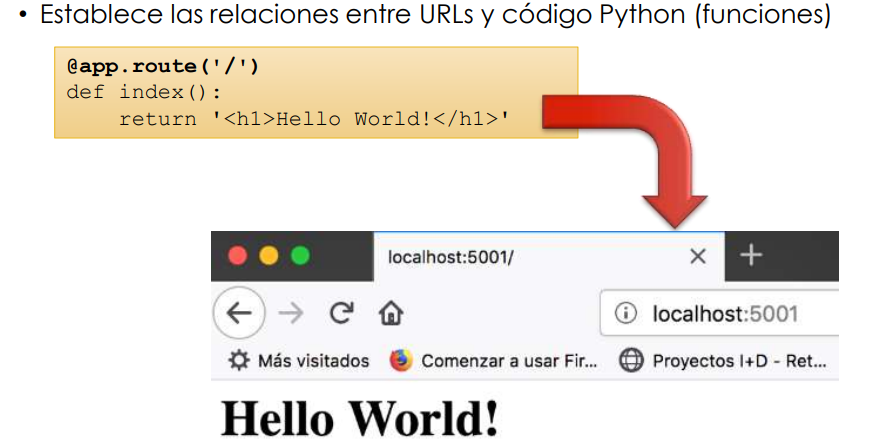 • Establece las relaciones entre URLs y código Python (funciones)
@app.route('/')
def index():
    return '<h1>Hello World!</h1>'
localhost:5001/
localhost:5001
Más visitados Comenzar a usar Fir... Proyectos I+D - Ret...
Hello World!